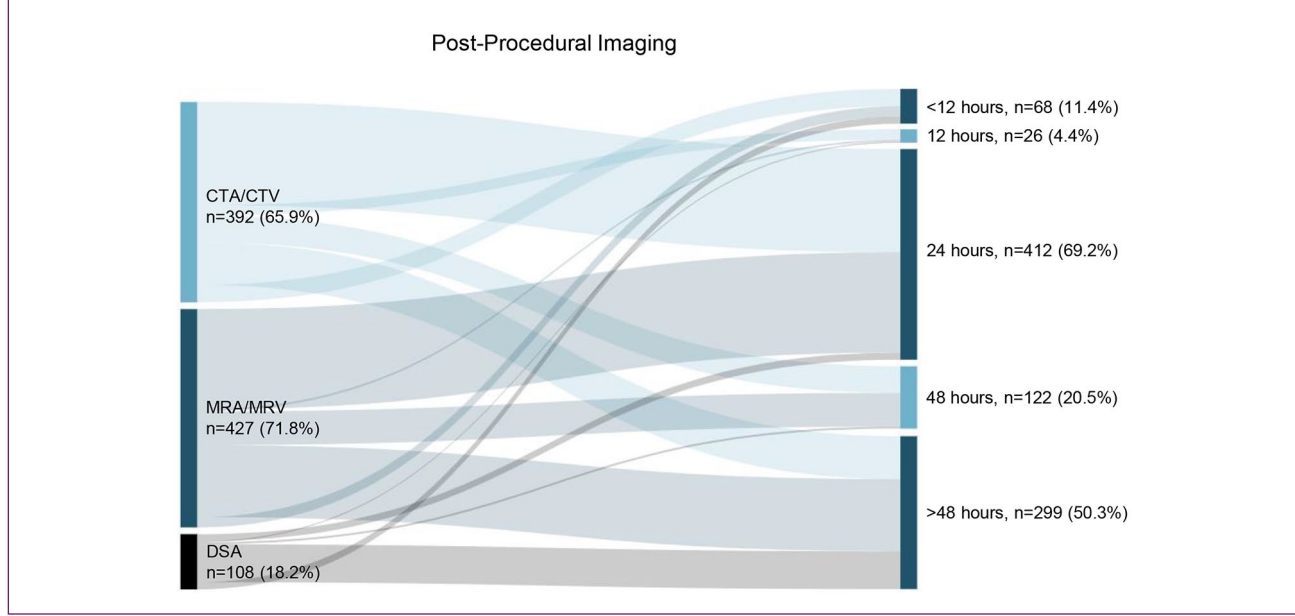 Post-Procedural Imaging
CTA/CTV
n=392 (65.9%)
MRA/MRV
n=427 (71.8%)
DSA
n=108 (18.2%)
<12 hours, n=68 (11.4%)
12 hours, n=26 (4.4%)
24 hours, n=412 (69.2%)
48 hours, n=122 (20.5%)
>48 hours, n=299 (50.3%)